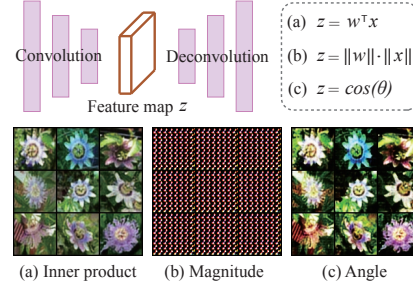 Convolution
Deconvolution
Feature map z
(a) z = wᵀx
(b) z = ||w|| · ||x||
(c) z = cos(θ)
(a) Inner product
(b) Magnitude
(c) Angle